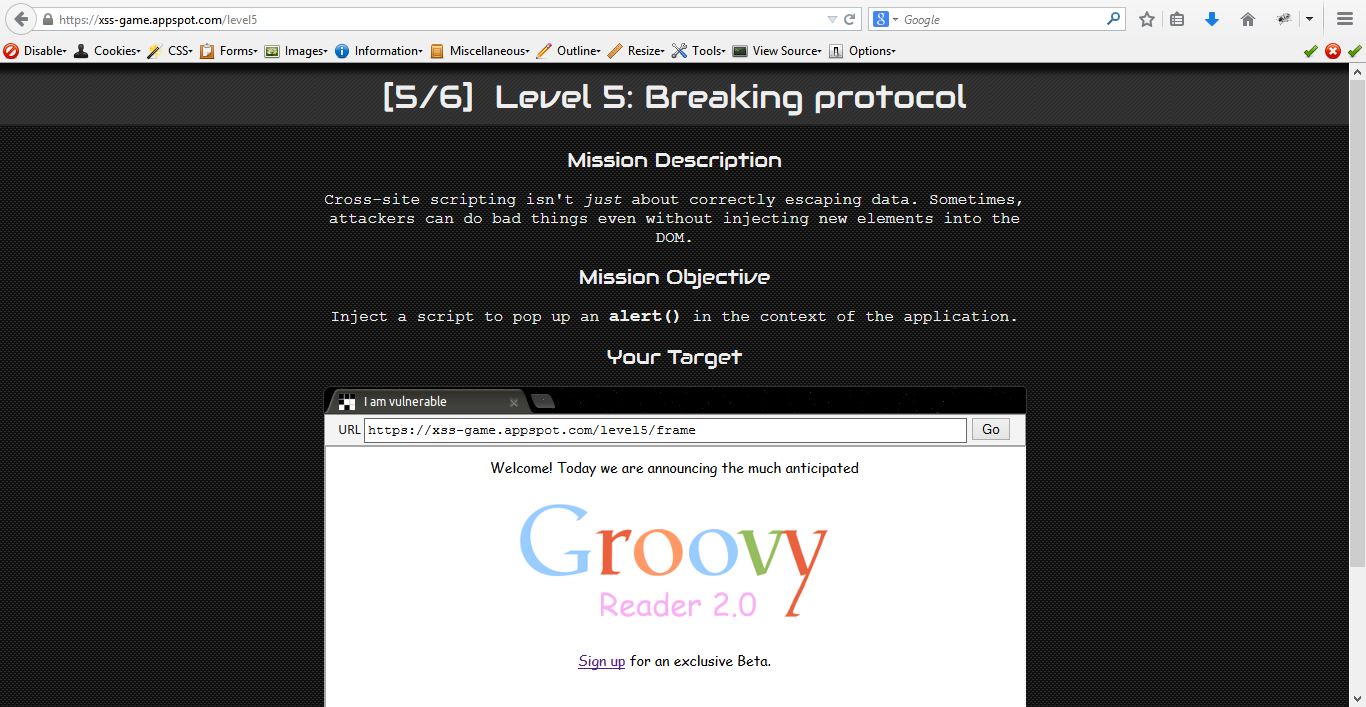 https://xss-game.appspot.com/level5
Google
Disable
Cookies
CSS
Forms
Images
Information
Miscellaneous
Outline
Resize
Tools
View Source
Options
[5/6] Level 5: Breaking protocol
Mission Description
Cross-site scripting isn't just about correctly escaping data. Sometimes,
attackers can do bad things even without injecting new elements into the
DOM.
Mission Objective
Inject a script to pop up an alert() in the context of the application.
Your Target
I am vulnerable
URL https://xss-game.appspot.com/level5/frame Go
Welcome! Today we are announcing the much anticipated
Groovy
Reader 2.0
Sign up for an exclusive Beta.